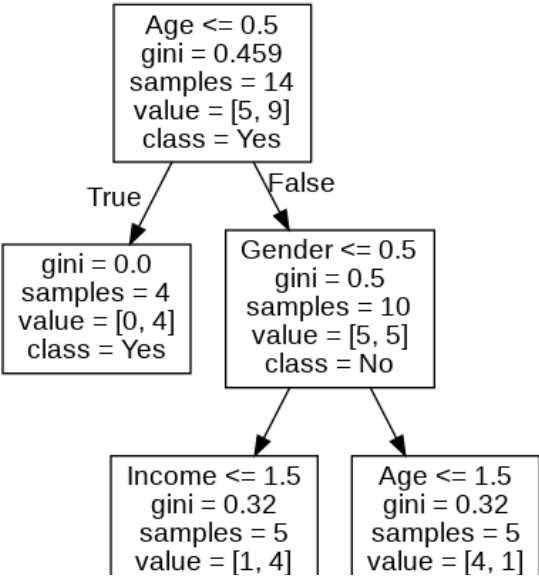 Age <= 0.5
gini = 0.459
samples = 14
value = [5, 9]
class = Yes
True
False
gini = 0.0
samples = 4
value = [0, 4]
class = Yes
Gender <= 0.5
gini = 0.5
samples = 10
value = [5, 5]
class = No
Income <= 1.5
gini = 0.32
samples = 5
value = [1, 4]
Age <= 1.5
gini = 0.32
samples = 5
value = [4, 1]